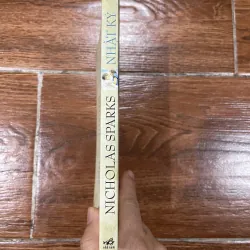 NICHOLAS SPARKS
NHẬT KÝ